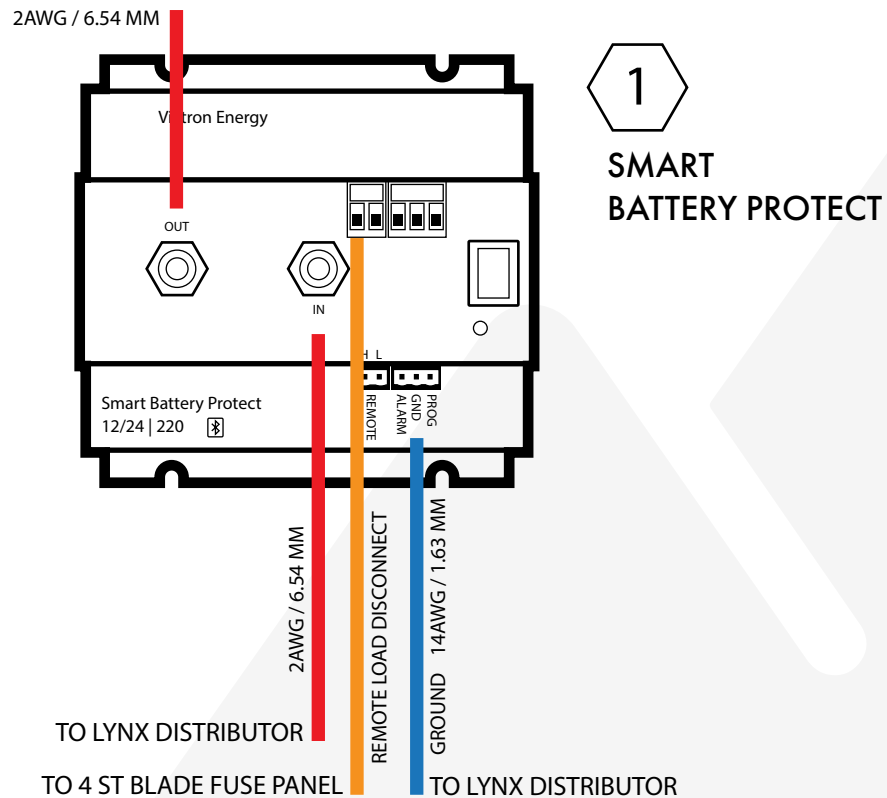 2AWG / 6.54 MM
Victron Energy
1
SMART
BATTERY PROTECT
OUT
IN
H L
REMOTE
ALARM
GND
PROG
Smart Battery Protect
12/24 | 220
2AWG / 6.54 MM
REMOTE LOAD DISCONNECT
GROUND 14AWG / 1.63 MM
TO LYNX DISTRIBUTOR
TO 4 ST BLADE FUSE PANEL
TO LYNX DISTRIBUTOR